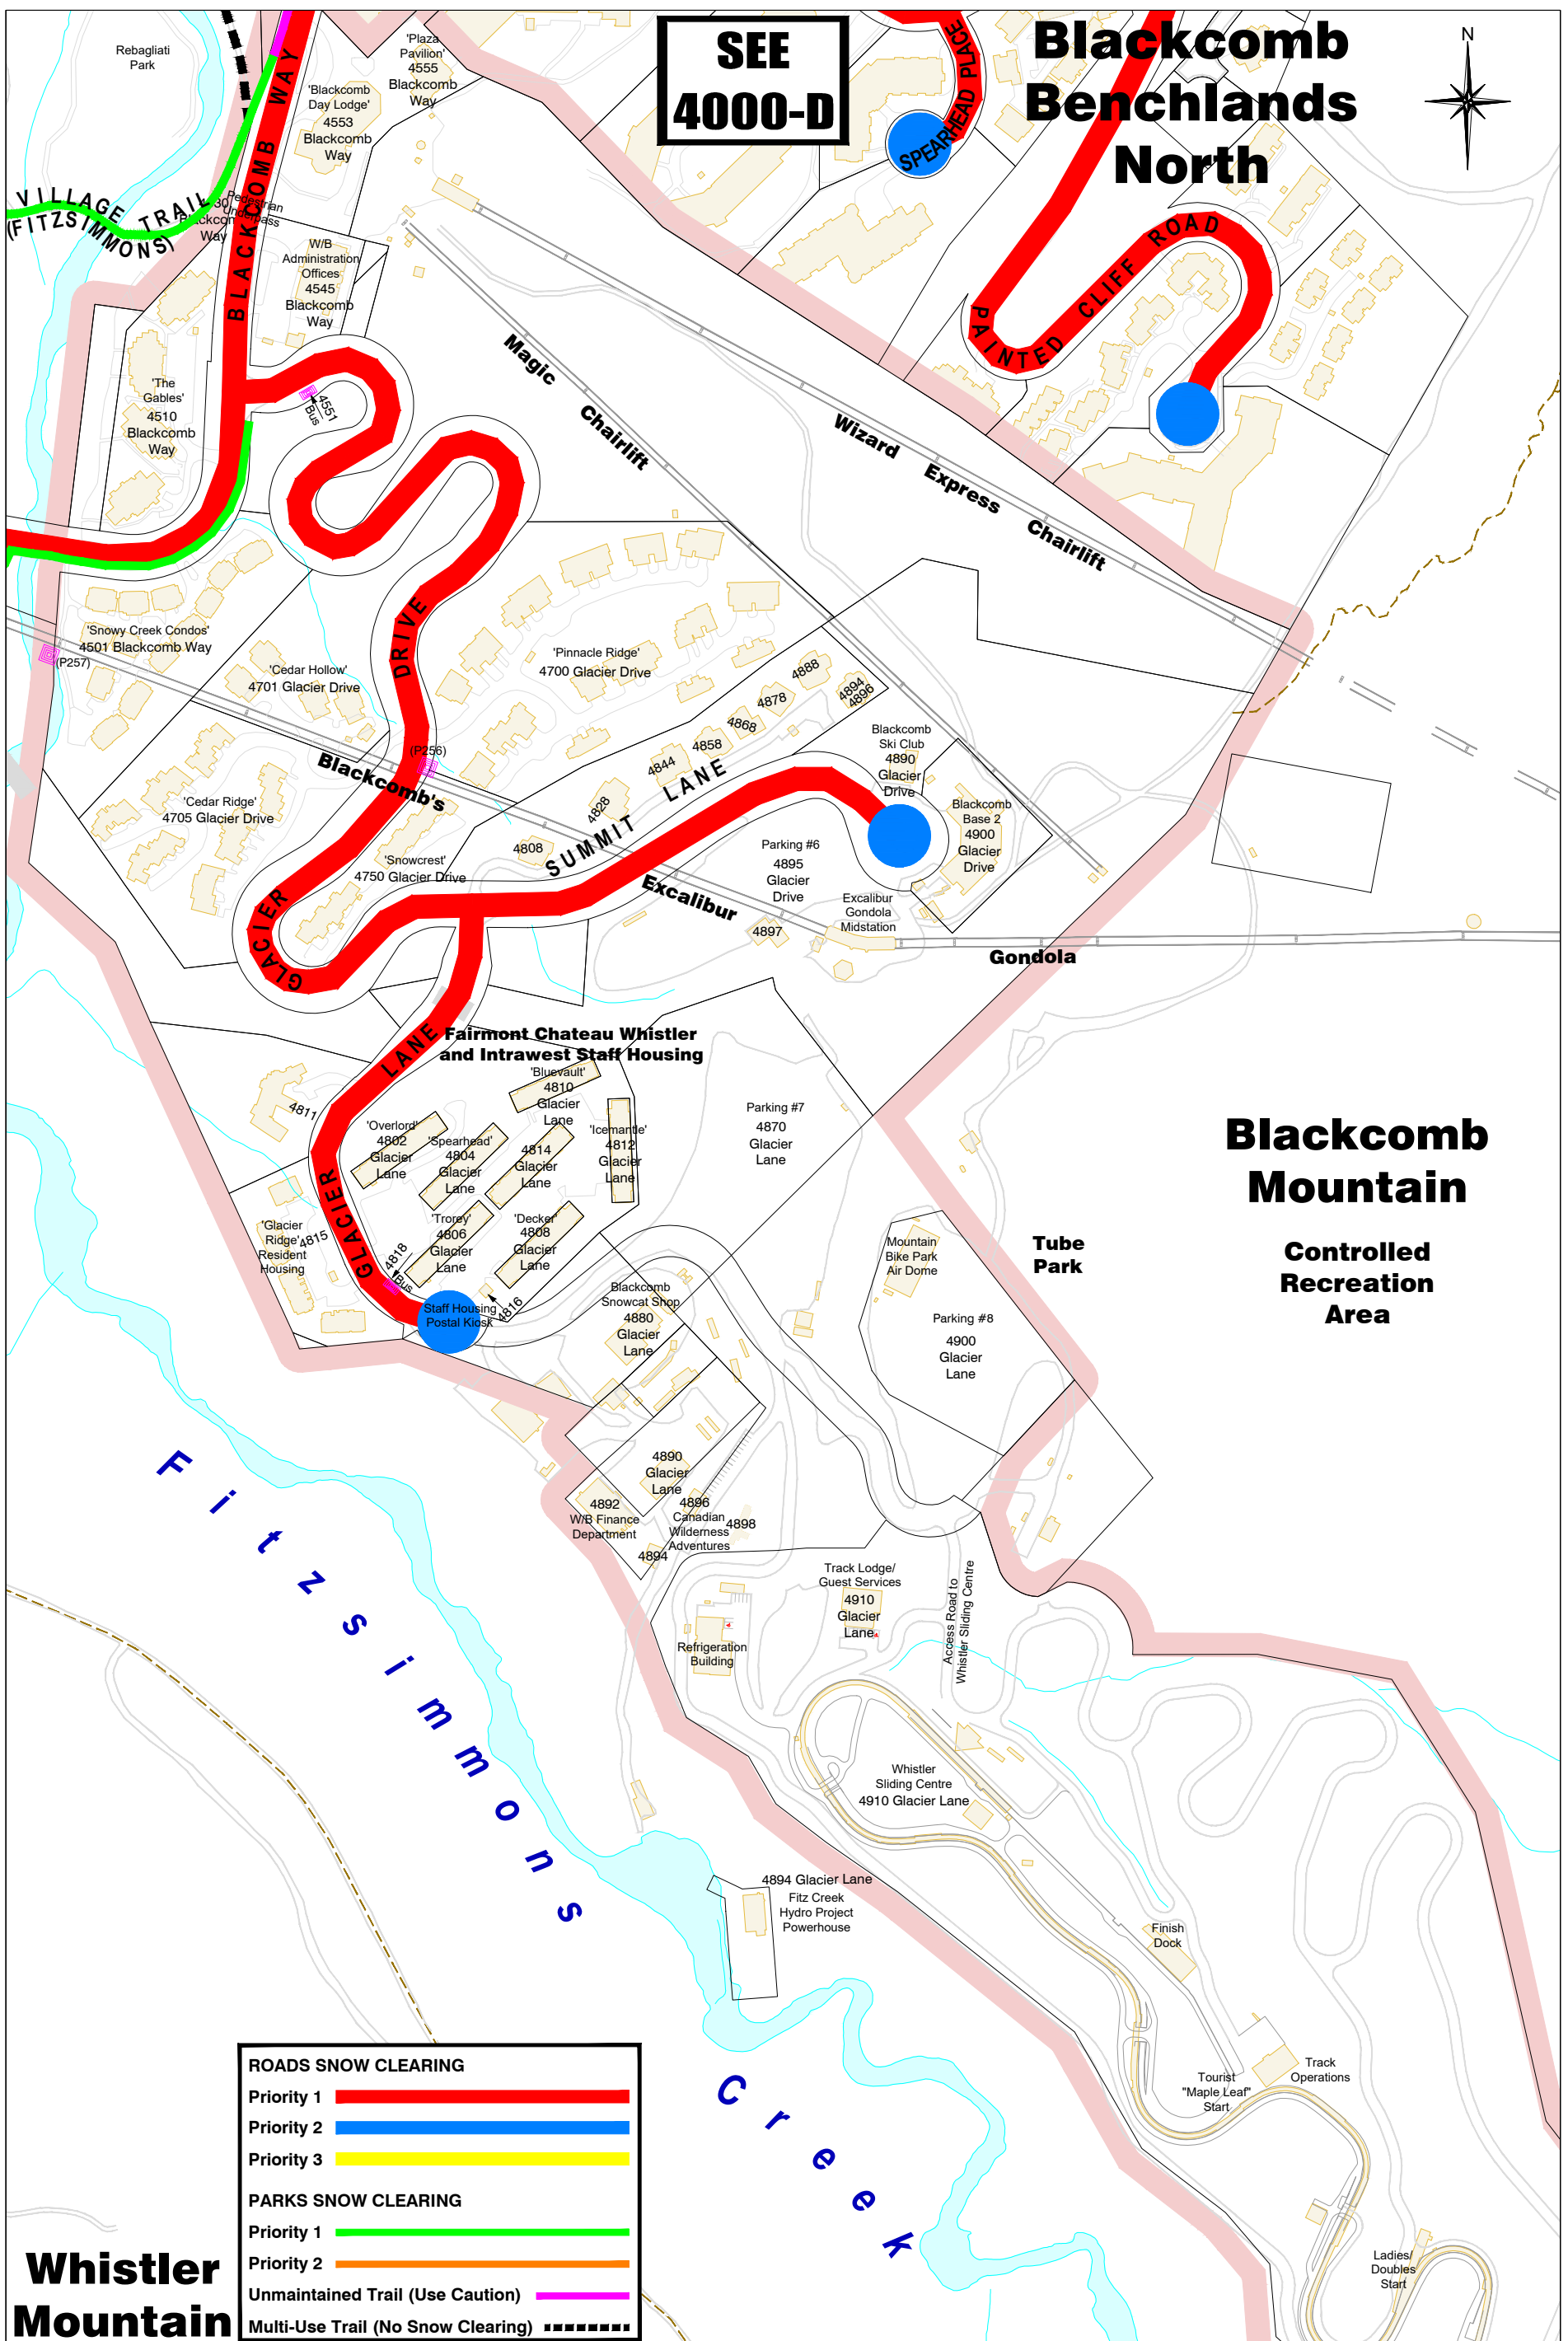 Rebagliati
Park
'Plaza
Pavilion'
4555
Blackcomb
Way
'Blackcomb
Day Lodge'
4553
Blackcomb
Way
BLACKCOMB WAY
SEE
4000-D
SPEARHEAD PLACE
Blackcomb
Benchlands
North
N
VILLAGE TRAIL
(FITZSIMMONS)
Pedestrian
Underpass
Way
W/B
Administration
Offices
4545
Blackcomb
Way
PAINTED CLIFF ROAD
'The
Gables'
4510
Blackcomb
Way
4551
Bus
Magic Chairlift
Wizard Express Chairlift
'Snowy Creek Condos'
4501 Blackcomb Way
(P257)
'Cedar Hollow'
4701 Glacier Drive
'Pinnacle Ridge'
4700 Glacier Drive
GLACIER DRIVE
4888
4894
4896
4878
4868
4858
4844
4828
4808
SUMMIT LANE
(P256)
Blackcomb's Excalibur Gondola
'Cedar Ridge'
4705 Glacier Drive
'Snowcrest'
4750 Glacier Drive
Blackcomb
Ski Club
4890
Glacier
Drive
Blackcomb
Base 2
4900
Glacier
Drive
Parking #6
4895
Glacier
Drive
Excalibur
Gondola
Midstation
4897
GLACIER LANE
Fairmont Chateau Whistler
and Intrawest Staff Housing
'Bluevault'
4810
Glacier
Lane
4811
'Overlord'
4802
Glacier
Lane
'Spearhead'
4804
Glacier
Lane
4814
Glacier
Lane
'Icemantle'
4812
Glacier
Lane
Parking #7
4870
Glacier
Lane
Blackcomb
Mountain
Controlled
Recreation
Area
Tube
Park
'Glacier
Ridge'
Resident
Housing
4815
4818
Bus
'Trorey'
4806
Glacier
Lane
'Decker'
4808
Glacier
Lane
Staff Housing
Postal Kiosk
4816
Mountain
Bike Park
Air Dome
Blackcomb
Snowcat Shop
4880
Glacier
Lane
Parking #8
4900
Glacier
Lane
4890
Glacier
Lane
4892
W/B Finance
Department
4896
Canadian
Wilderness
Adventures
4898
4894
Track Lodge/
Guest Services
4910
Glacier
Lane
Access Road to
Whistler Sliding Centre
Refrigeration
Building
Whistler
Sliding Centre
4910 Glacier Lane
4894 Glacier Lane
Fitz Creek
Hydro Project
Powerhouse
Finish
Dock
Fitzsimmons Creek
Tourist
"Maple Leaf"
Start
Track
Operations
Ladies/
Doubles
Start
Whistler
Mountain
ROADS SNOW CLEARING
Priority 1
Priority 2
Priority 3
PARKS SNOW CLEARING
Priority 1
Priority 2
Unmaintained Trail (Use Caution)
Multi-Use Trail (No Snow Clearing)